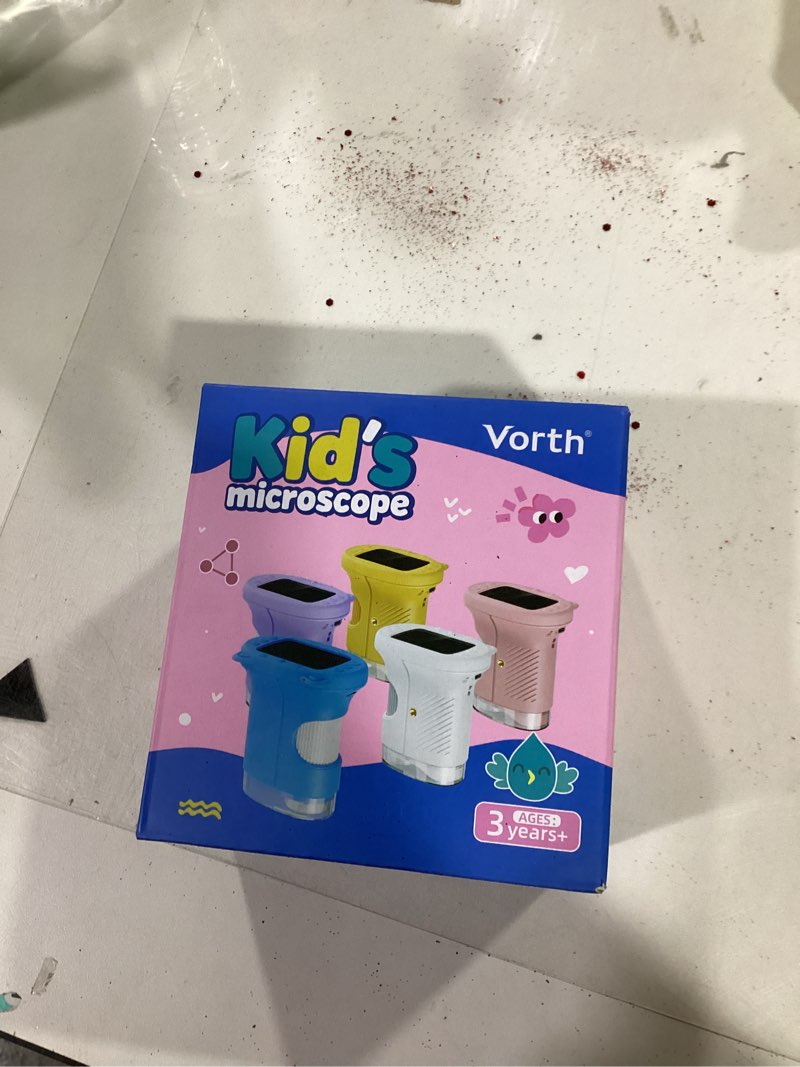 Kid's
microscope
Vorth®
AGES:
3 years+